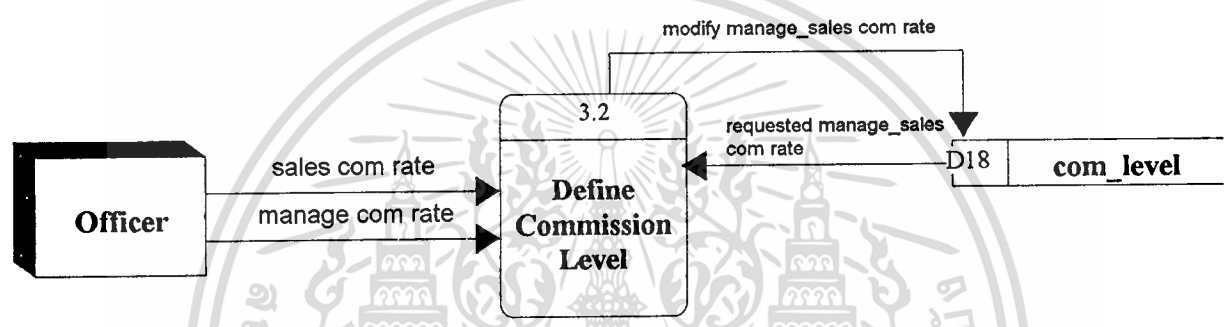 modify manage_sales com rate
3.2
requested manage_sales
com rate
D18
com_level
sales com rate
manage com rate
Officer
Define
Commission
Level